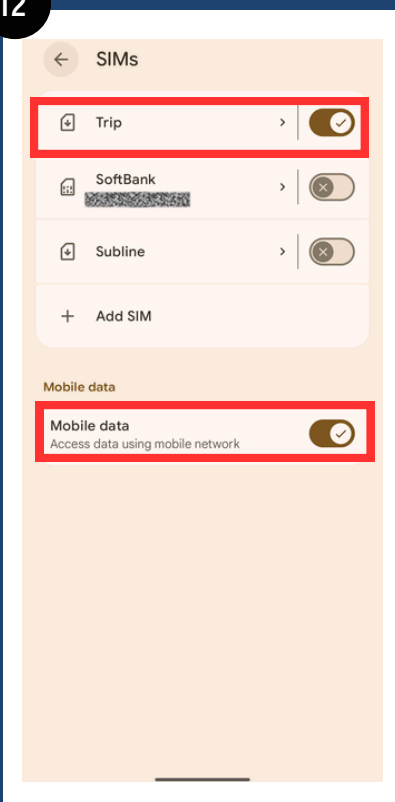 12
SIMs
Trip
SoftBank
Subline
Add SIM
Mobile data
Mobile data
Access data using mobile network